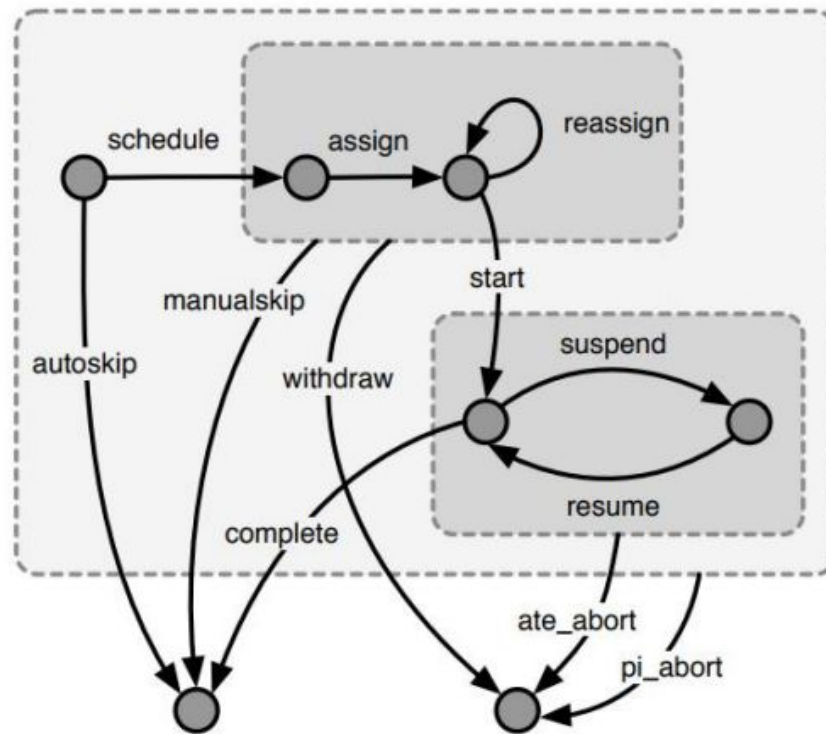 schedule
assign
reassign
start
manualskip
suspend
autoskip
withdraw
resume
complete
ate_abort
pi_abort